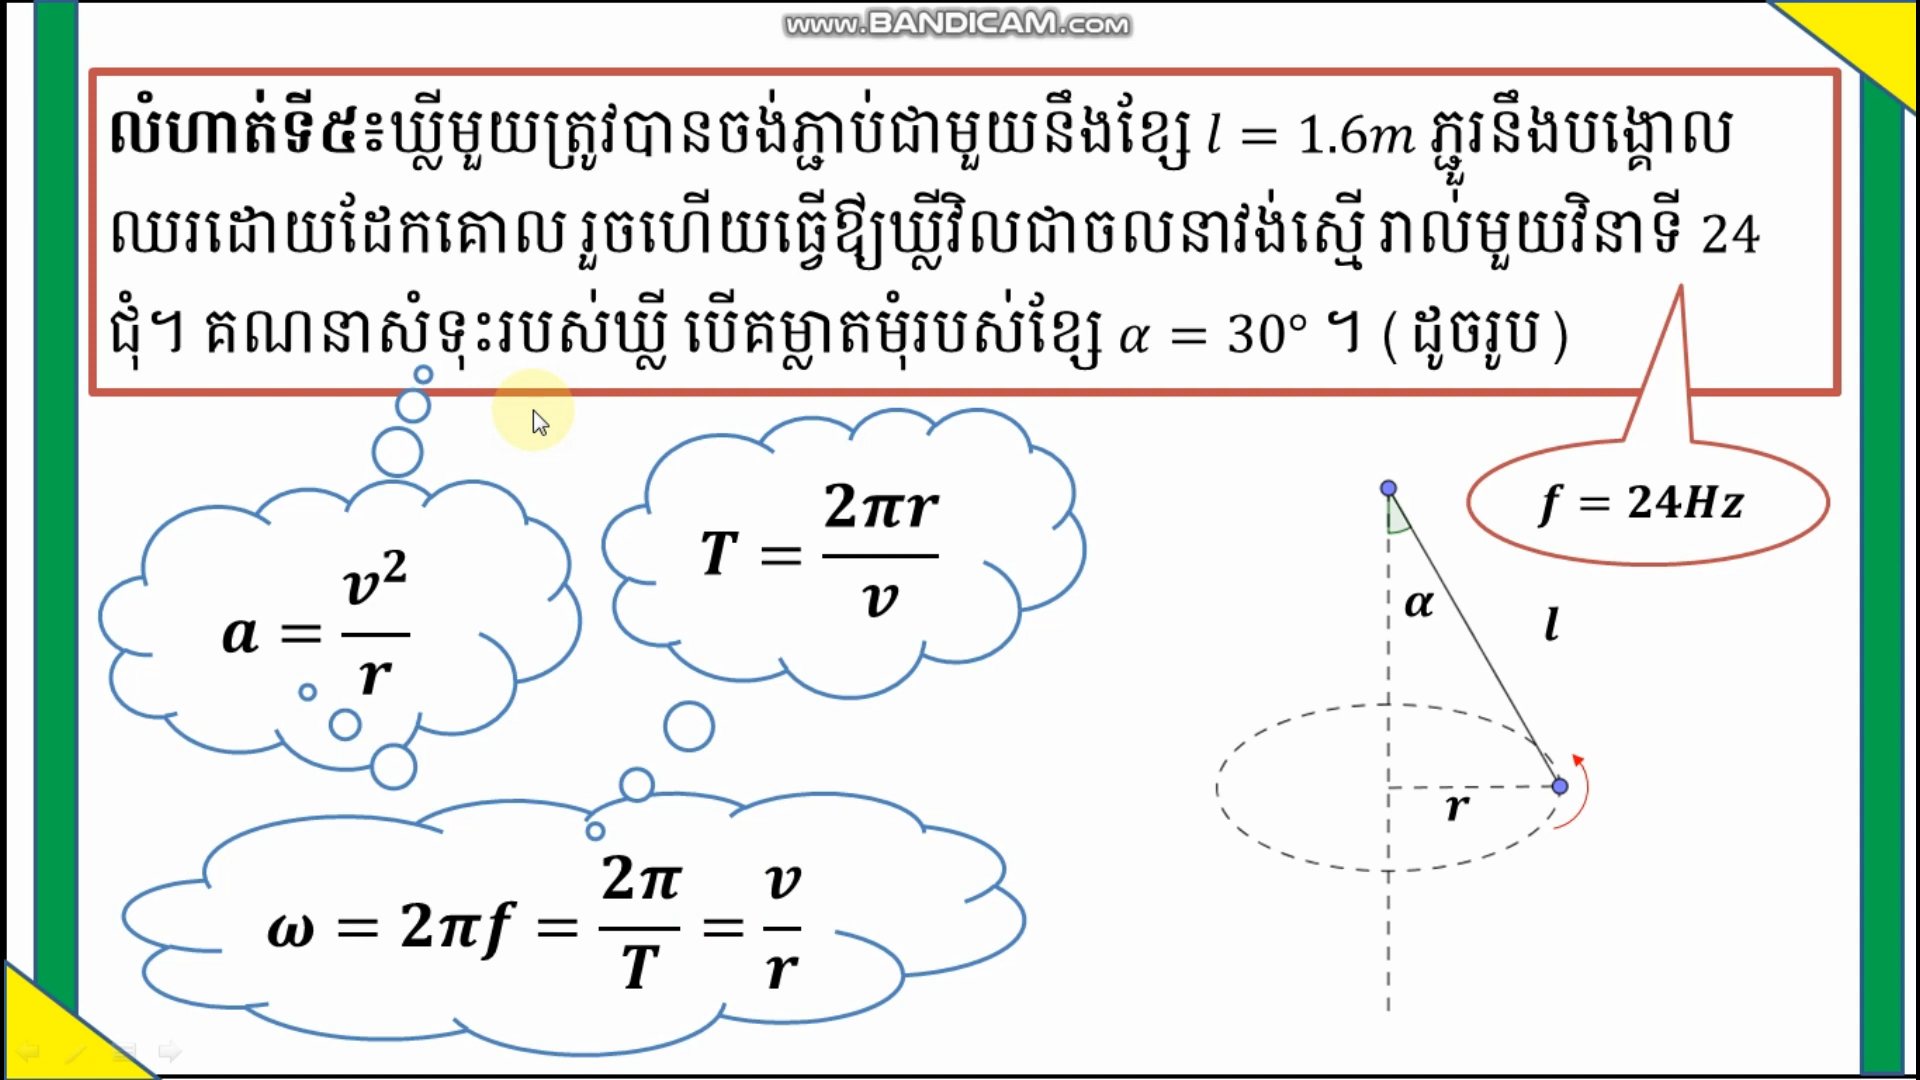 www.BANDICAM.com
លំហាត់ទី៥៖ឃ្លីមួយត្រូវបានចង់ភ្ជាប់ជាមួយនឹងខ្សែ l = 1.6m ភ្ជួរនឹងបង្គោល
ឈរដោយដែកគោល រួចហើយធ្វើឱ្យឃ្លីវិលជាចលនាវង់ស្មើ រាល់មួយវិនាទី 24
ជុំ។ គណនាសំទុះរបស់ឃ្លី បើគម្លាតមុំរបស់ខ្សែ α = 30° ។ ( ដូចរូប )
f = 24Hz
a = v²/r
T = 2πr/v
α
l
r
ω = 2πf = 2π/T = v/r